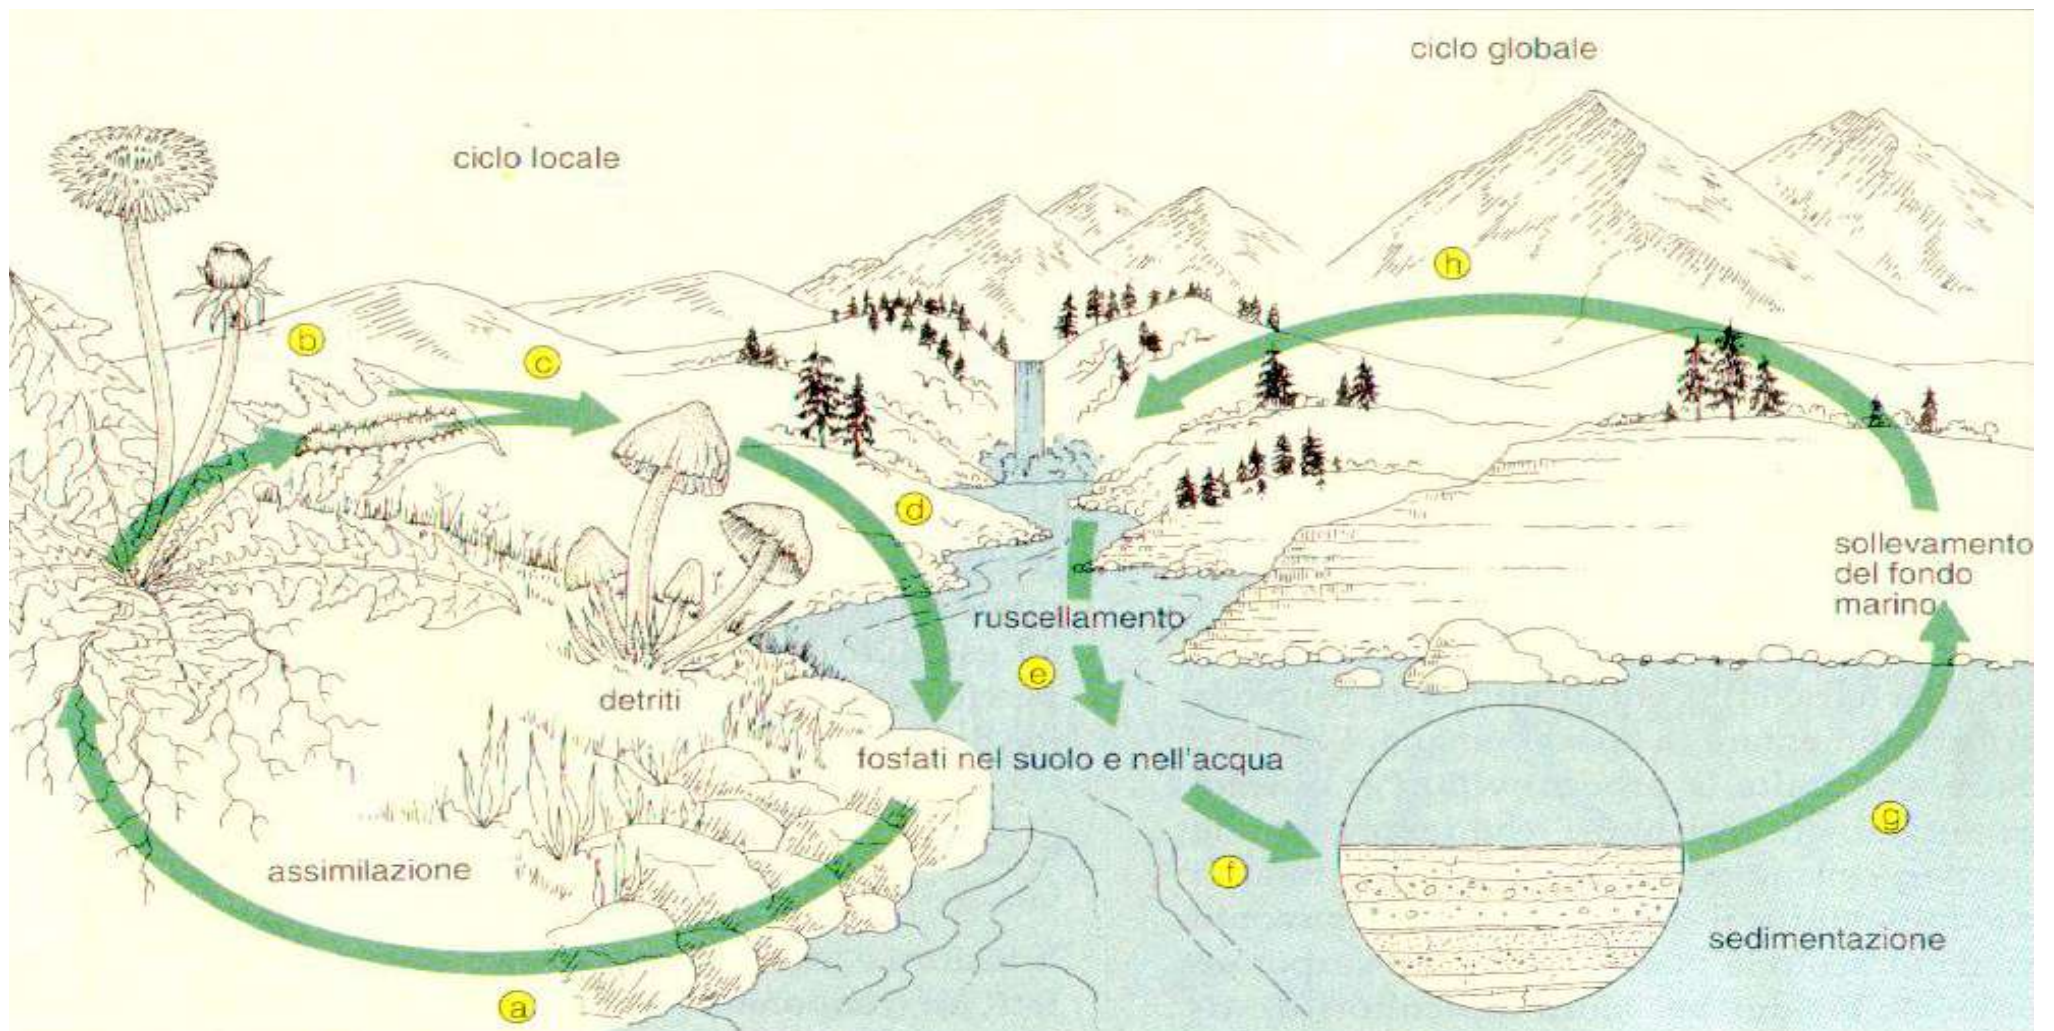 ciclo globale
ciclo locale
h
b
c
d
sollevamento
del fondo
marino
ruscellamento
e
detriti
fosfati nel suolo e nell'acqua
g
assimilazione
f
sedimentazione
a